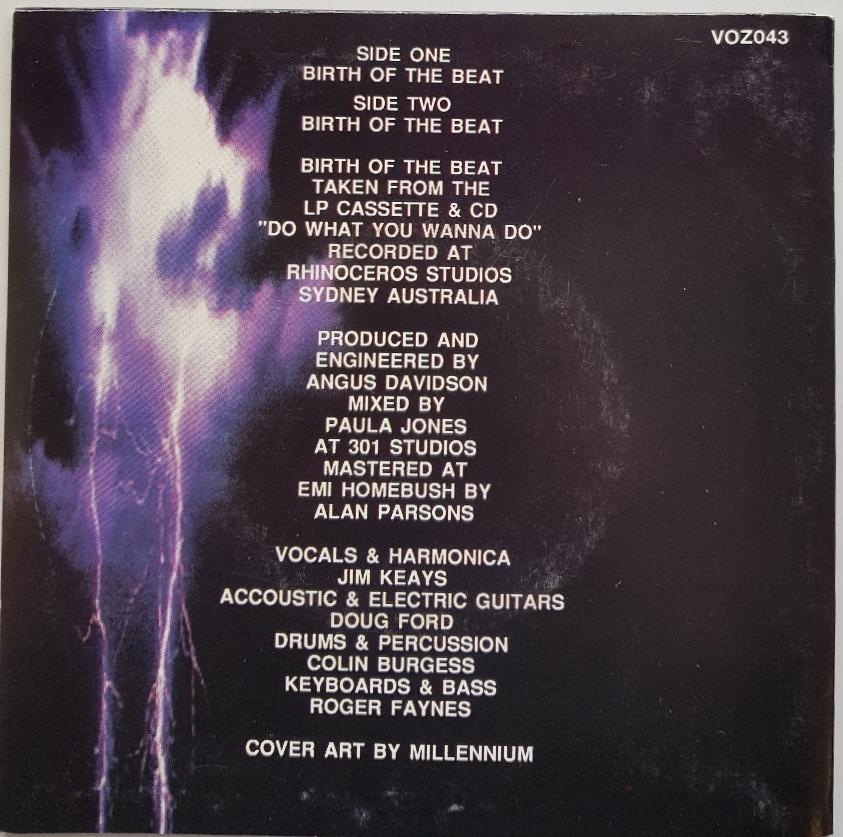 VOZ043
SIDE ONE
BIRTH OF THE BEAT
SIDE TWO
BIRTH OF THE BEAT
BIRTH OF THE BEAT
TAKEN FROM THE
LP CASSETTE & CD
"DO WHAT YOU WANNA DO"
RECORDED AT
RHINOCEROS STUDIOS
SYDNEY AUSTRALIA
PRODUCED AND
ENGINEERED BY
ANGUS DAVIDSON
MIXED BY
PAULA JONES
AT 301 STUDIOS
MASTERED AT
EMI HOMEBUSH BY
ALAN PARSONS
VOCALS & HARMONICA
JIM KEAYS
ACCOUSTIC & ELECTRIC GUITARS
DOUG FORD
DRUMS & PERCUSSION
COLIN BURGESS
KEYBOARDS & BASS
ROGER FAYNES
COVER ART BY MILLENNIUM